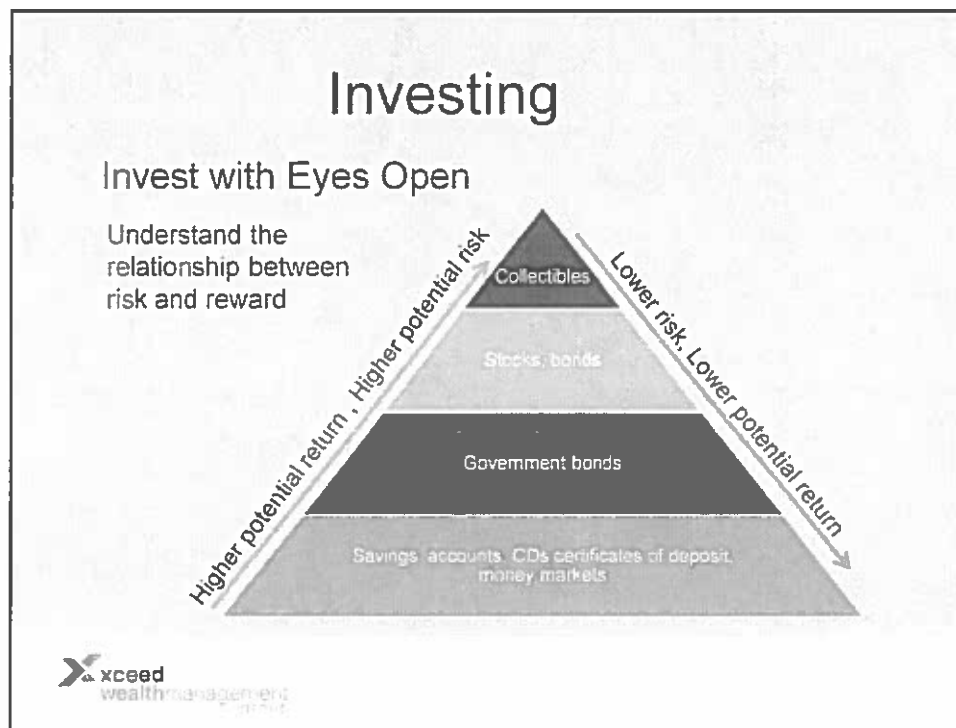 Investing
Invest with Eyes Open
Understand the
relationship between
risk and reward
Higher potential return , Higher potential risk
Lower risk, Lower potential return
Collectibles
Stocks, bonds
Government bonds
Savings accounts, CDs certificates of deposit,
money markets
xceed
wealthmanagement